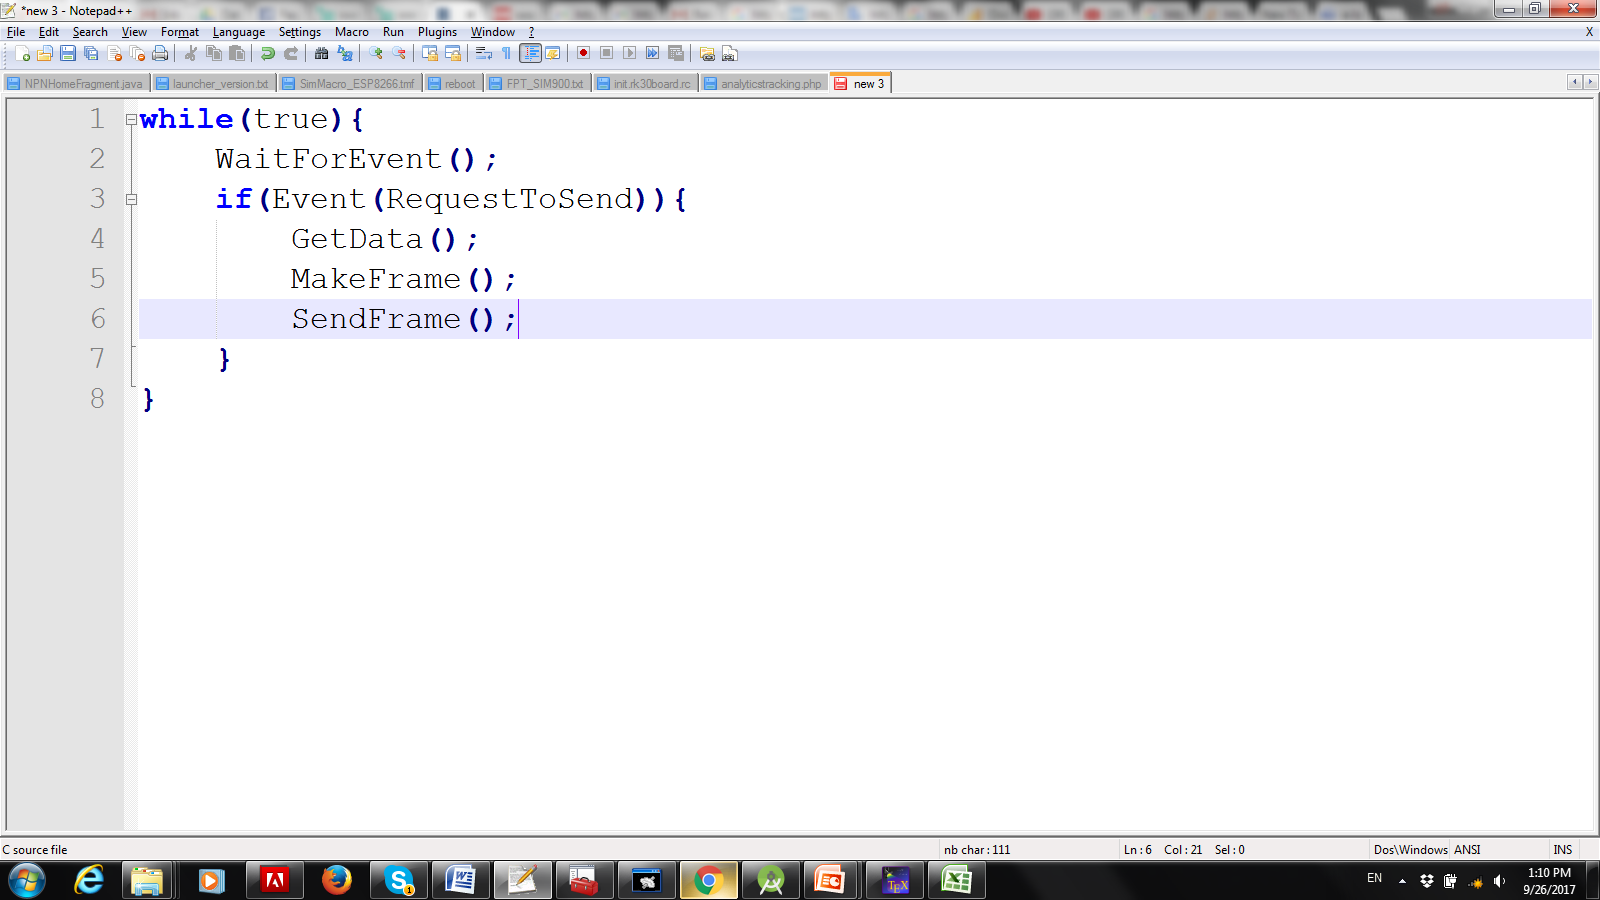 *new 3 - Notepad++
File Edit Search View Format Language Settings Macro Run Plugins Window ? X
NPNHomeFragment.java launcher_version.txt SimMacro_ESP8266.tmf reboot FPT_SIM900.txt init.rk30board.rc analyticstracking.php new 3
1 while(true){
2 WaitForEvent();
3 if(Event(RequestToSend)){
4 GetData();
5 MakeFrame();
6 SendFrame();
7 }
8 }
C source file nb char : 111 Ln : 6 Col : 21 Sel : 0 Dos\Windows ANSI INS
EN 1:10 PM
9/26/2017